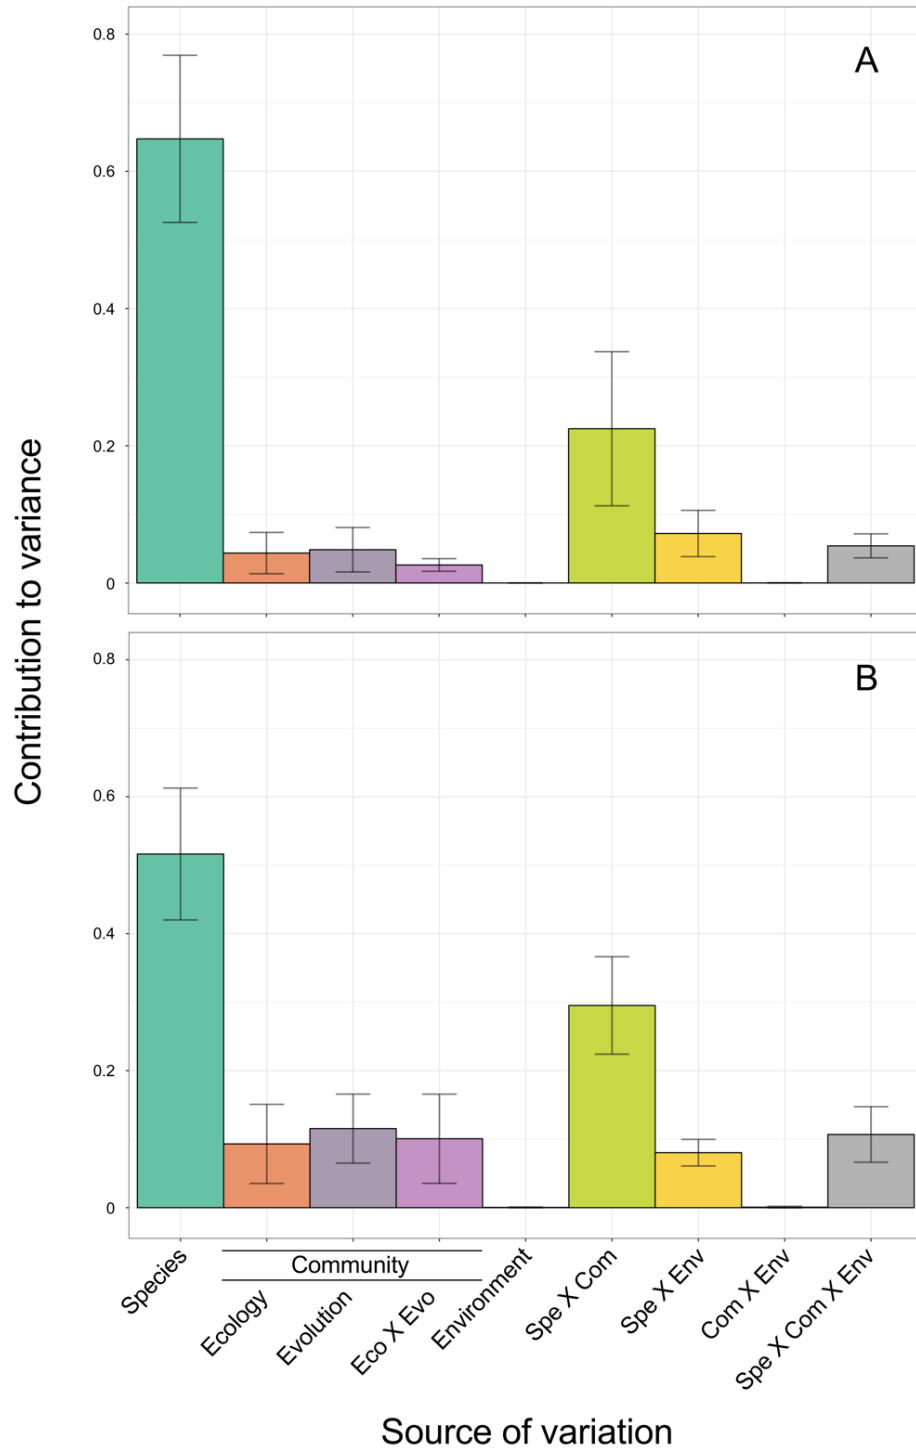 Contribution to variance
A
0.8
0.6
0.4
0.2
0
B
0.8
0.6
0.4
0.2
0
Species
Community
Ecology
Evolution
Eco X Evo
Environment
Spe X Com
Spe X Env
Com X Env
Spe X Com X Env
Source of variation